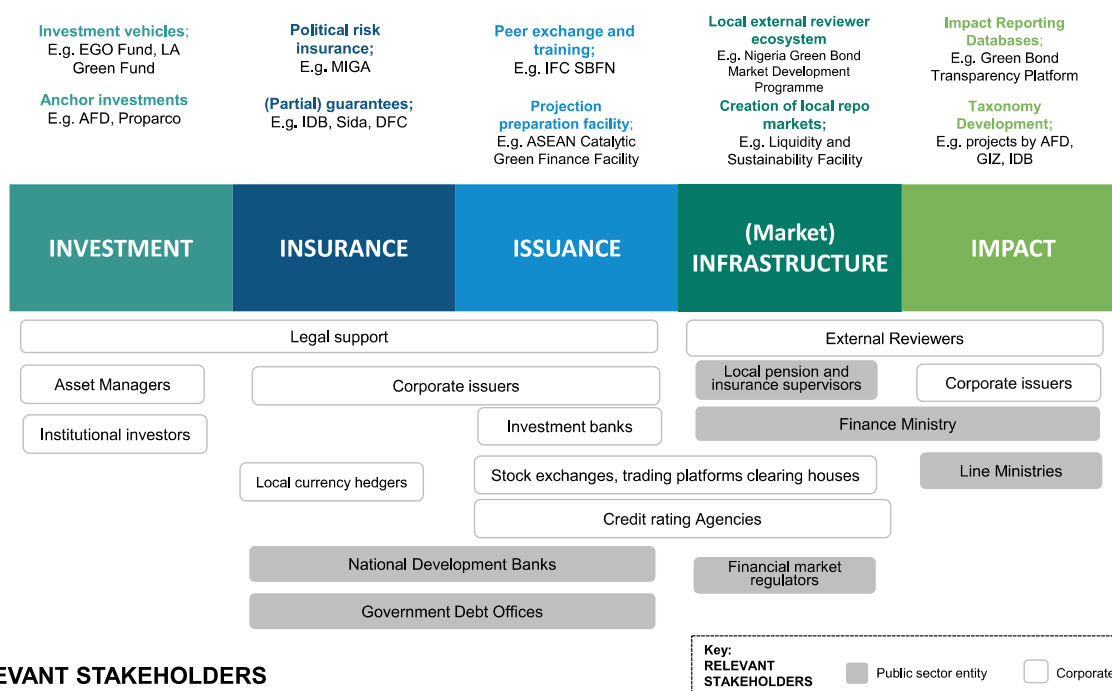 Investment vehicles;
E.g. EGO Fund, LA
Green Fund
Anchor investments
E.g. AFD, Proparco
Political risk
insurance;
E.g. MIGA
(Partial) guarantees;
E.g. IDB, Sida, DFC
Peer exchange and
training;
E.g. IFC SBFN
Projection
preparation facility;
E.g. ASEAN Catalytic
Green Finance Facility
Local external reviewer
ecosystem
E.g. Nigeria Green Bond
Market Development
Programme
Creation of local repo
markets;
E.g. Liquidity and
Sustainability Facility
Impact Reporting
Databases;
E.g. Green Bond
Transparency Platform
Taxonomy
Development;
E.g. projects by AFD,
GIZ, IDB
INVESTMENT
INSURANCE
ISSUANCE
(Market)
INFRASTRUCTURE
IMPACT
Legal support
External Reviewers
Asset Managers
Corporate issuers
Local pension and
insurance supervisors
Corporate issuers
Institutional investors
Investment banks
Finance Ministry
Local currency hedgers
Stock exchanges, trading platforms clearing houses
Line Ministries
Credit rating Agencies
National Development Banks
Financial market
regulators
Government Debt Offices
EVANT STAKEHOLDERS
Key:
RELEVANT
STAKEHOLDERS
Public sector entity
Corporate